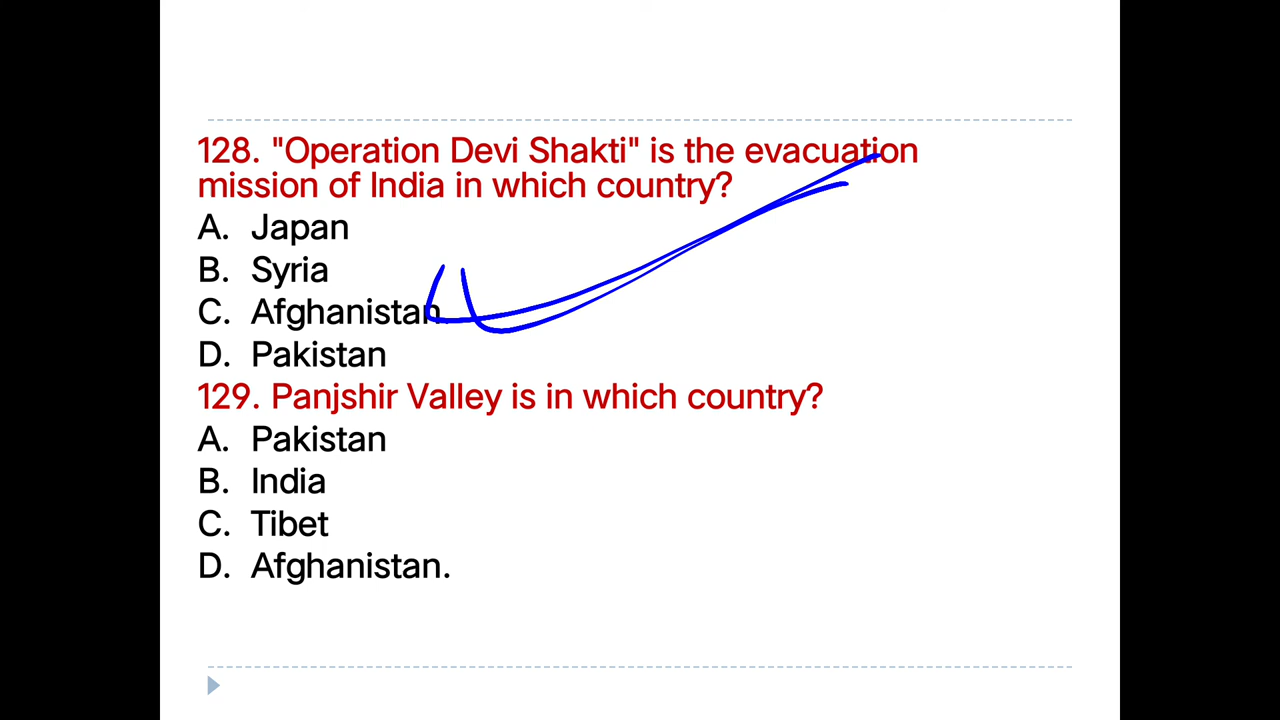 128. "Operation Devi Shakti" is the evacuation
mission of India in which country?
A. Japan
B. Syria
C. Afghanistan
D. Pakistan
129. Panjshir Valley is in which country?
A. Pakistan
B. India
C. Tibet
D. Afghanistan.